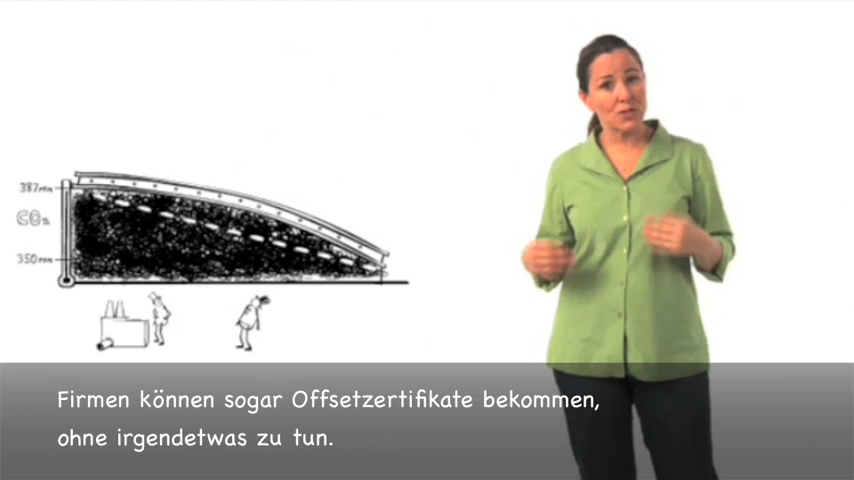 387ppm
CO₂
350ppm
Firmen können sogar Offsetzertifikate bekommen,
ohne irgendetwas zu tun.